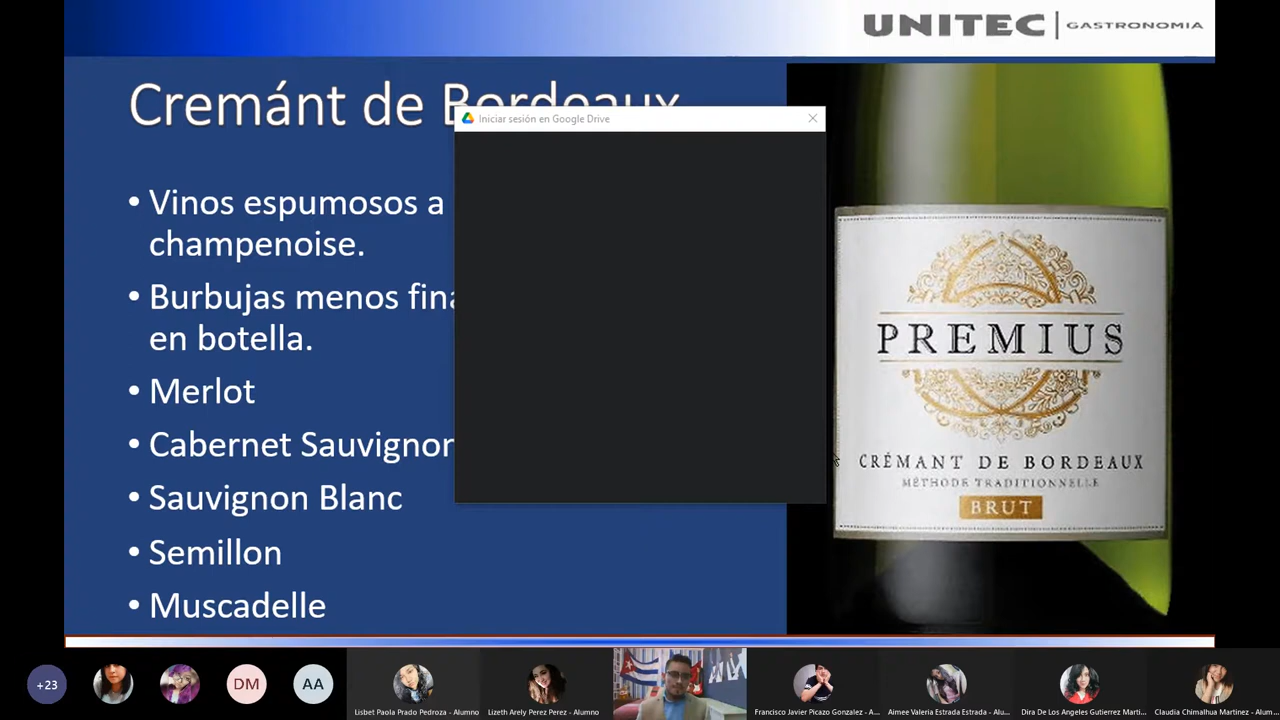 UNITEC | GASTRONOMIA
Cremánt de Bordeaux
Iniciar sesión en Google Drive
• Vinos espumosos a
champenoise.
• Burbujas menos fina
en botella.
• Merlot
• Cabernet Sauvignon
• Sauvignon Blanc
• Semillon
• Muscadelle
PREMIUS
CRÉMANT DE BORDEAUX
MÉTHODE TRADITIONNELLE
BRUT
+23
DM
AA
Lisbet Paola Prado Pedroza - Alumno
Lizeth Arely Perez Perez - Alumno
Francisco Javier Picazo Gonzalez - A...
Aimee Valeria Estrada Estrada - Alu...
Dira De Los Angeles Gutierrez Marti...
Claudia Chimalhua Martinez - Alum...